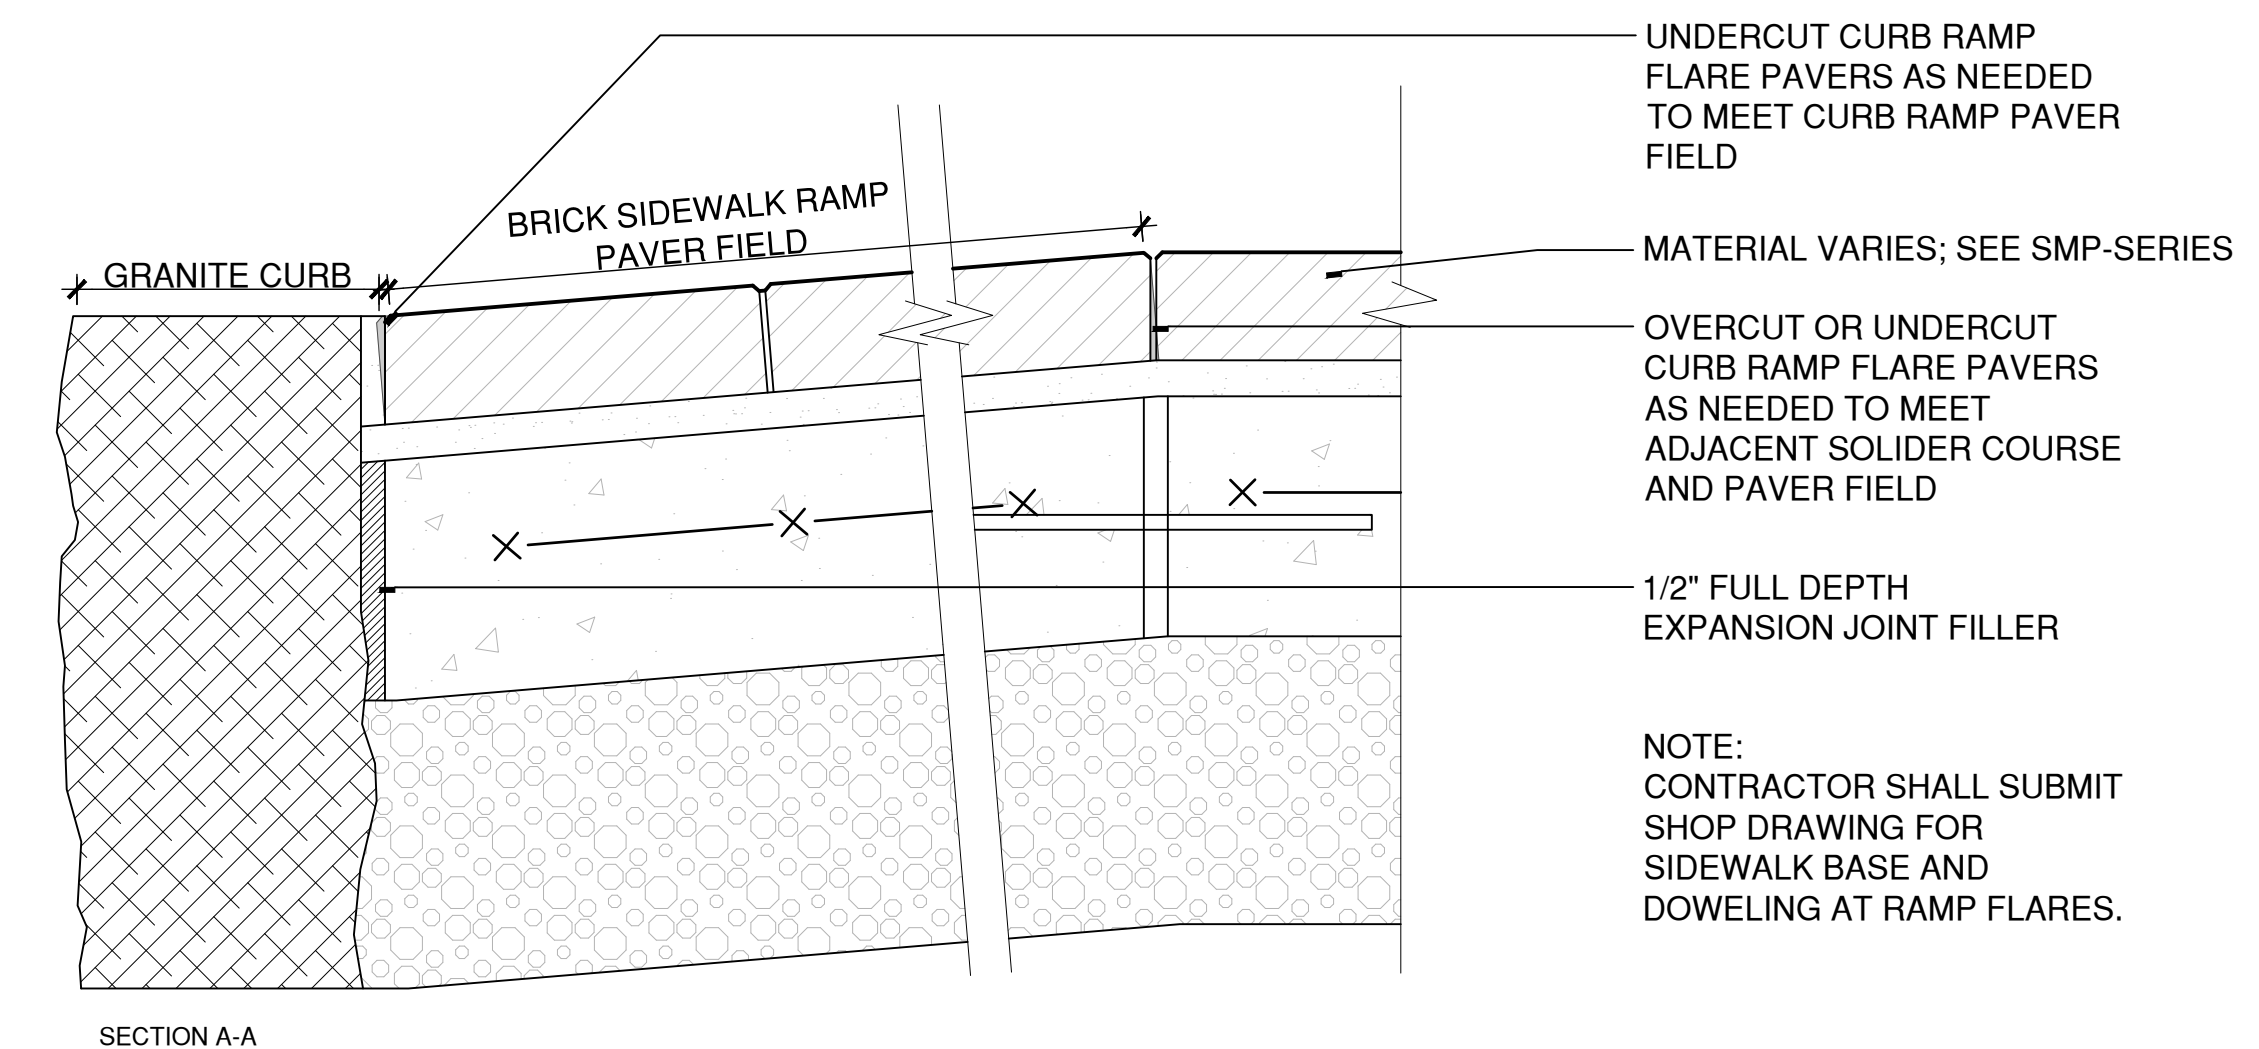 UNDERCUT CURB RAMP
FLARE PAVERS AS NEEDED
TO MEET CURB RAMP PAVER
FIELD
BRICK SIDEWALK RAMP
PAVER FIELD
GRANITE CURB
MATERIAL VARIES; SEE SMP-SERIES
OVERCUT OR UNDERCUT
CURB RAMP FLARE PAVERS
AS NEEDED TO MEET
ADJACENT SOLIDER COURSE
AND PAVER FIELD
1/2" FULL DEPTH
EXPANSION JOINT FILLER
NOTE:
CONTRACTOR SHALL SUBMIT
SHOP DRAWING FOR
SIDEWALK BASE AND
DOWELING AT RAMP FLARES.
SECTION A-A